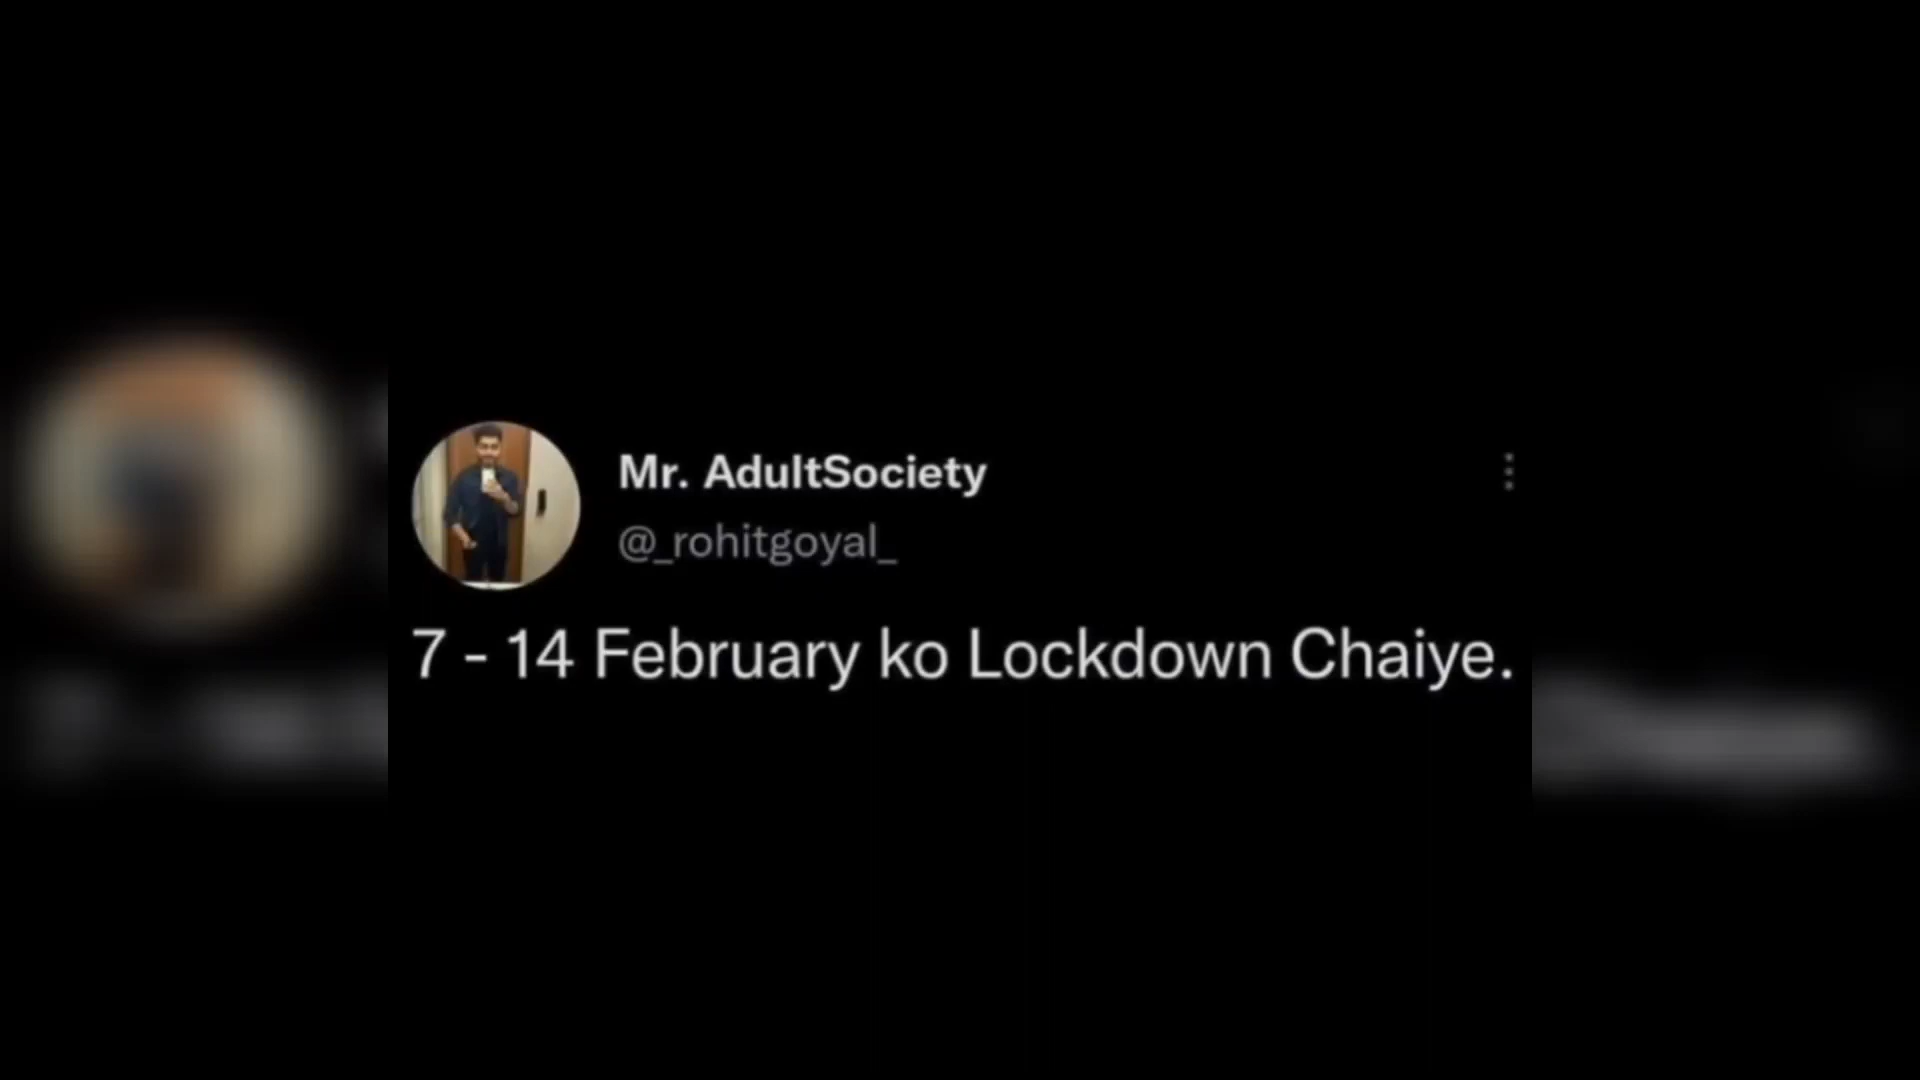 Mr. AdultSociety
@_rohitgoyal_
7 - 14 February ko Lockdown Chaiye.